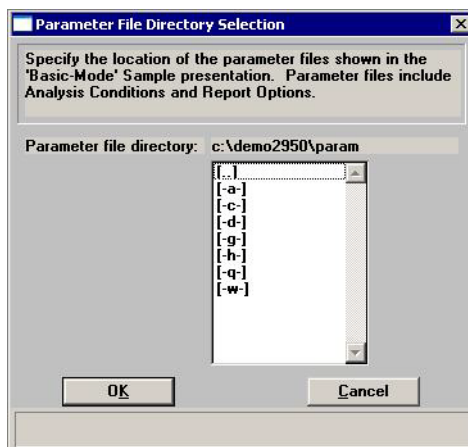 Parameter File Directory Selection
Specify the location of the parameter files shown in the
'Basic-Mode' Sample presentation. Parameter files include
Analysis Conditions and Report Options.
Parameter file directory: c:\demo2950\param
[..]
[-a-]
[-c-]
[-d-]
[-g-]
[-h-]
[-q-]
[-w-]
OK Cancel